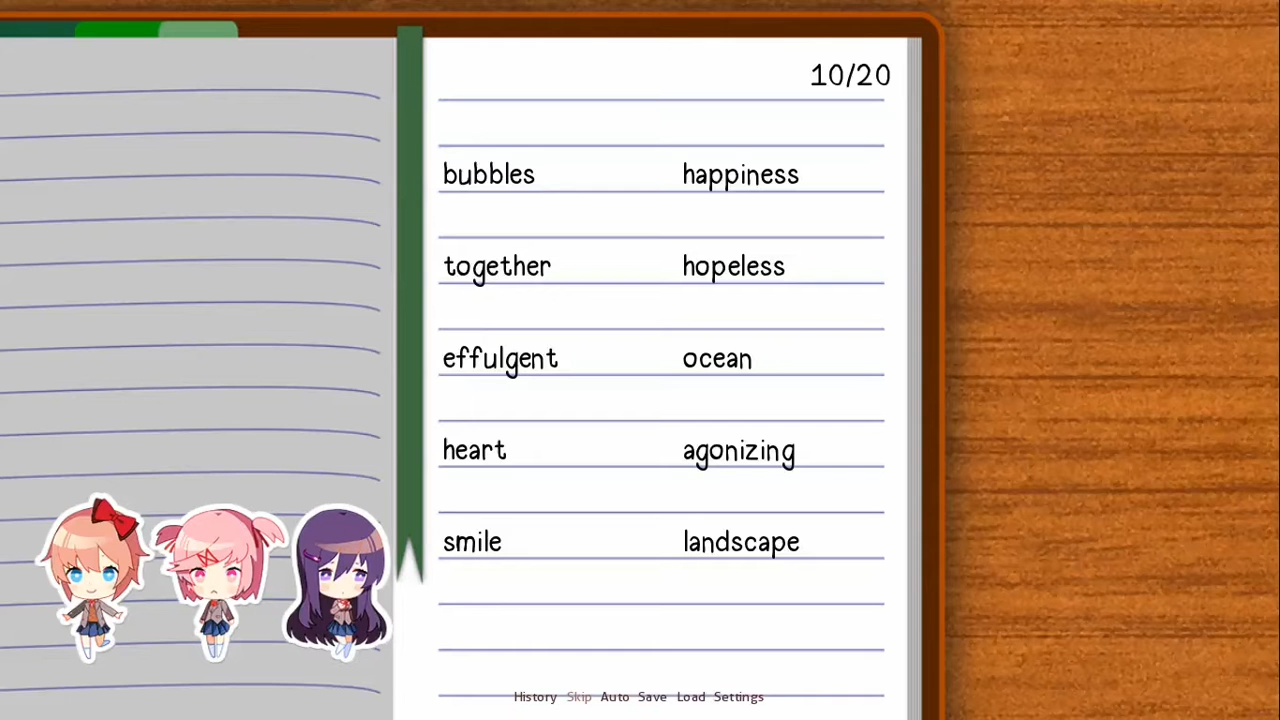 10/20
bubbles happiness
together hopeless
effulgent ocean
heart agonizing
smile landscape
History Skip Auto Save Load Settings